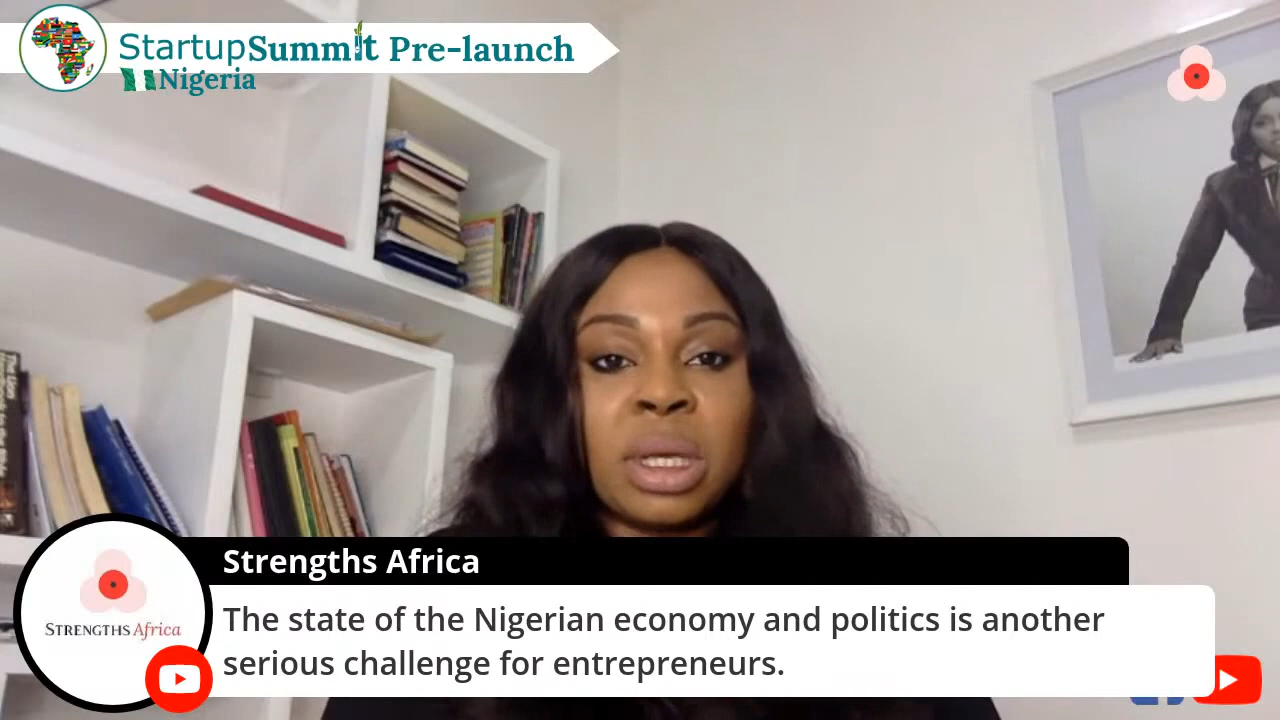 StartupSummit Pre-launch
Nigeria
Strengths Africa
STRENGTHS Africa
The state of the Nigerian economy and politics is another
serious challenge for entrepreneurs.